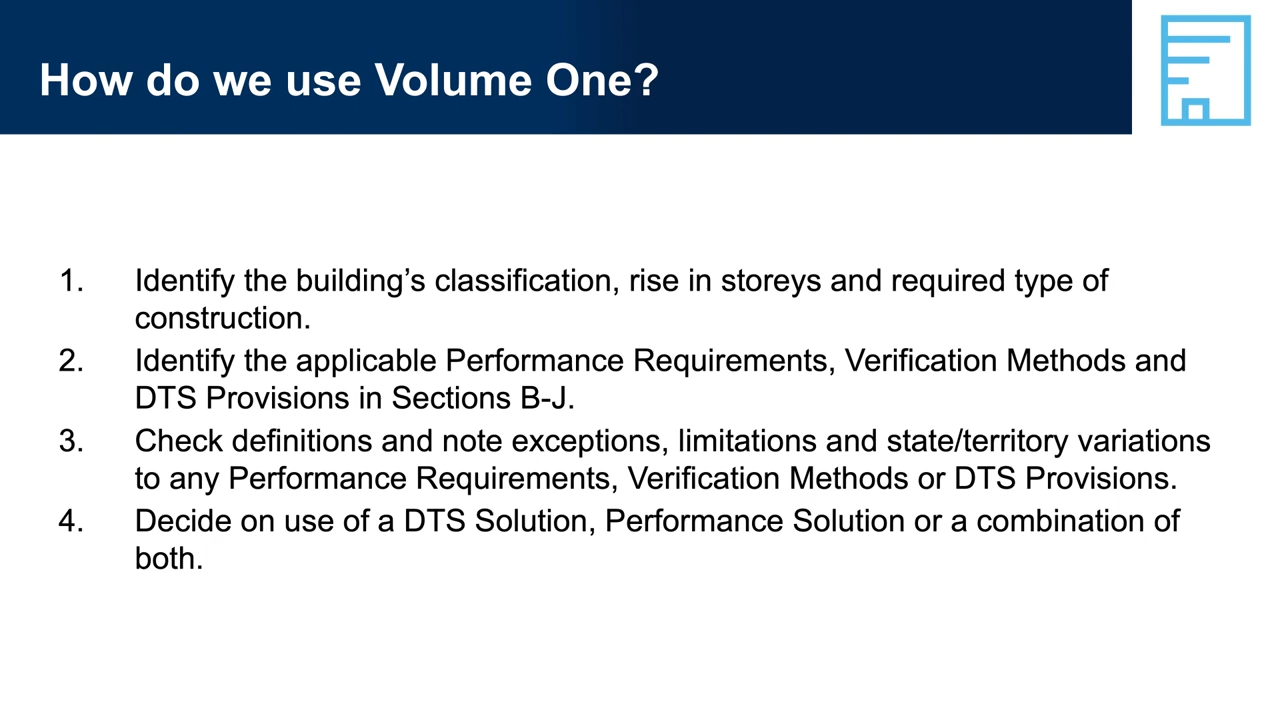 How do we use Volume One?
1. Identify the building’s classification, rise in storeys and required type of
construction.
2. Identify the applicable Performance Requirements, Verification Methods and
DTS Provisions in Sections B-J.
3. Check definitions and note exceptions, limitations and state/territory variations
to any Performance Requirements, Verification Methods or DTS Provisions.
4. Decide on use of a DTS Solution, Performance Solution or a combination of
both.